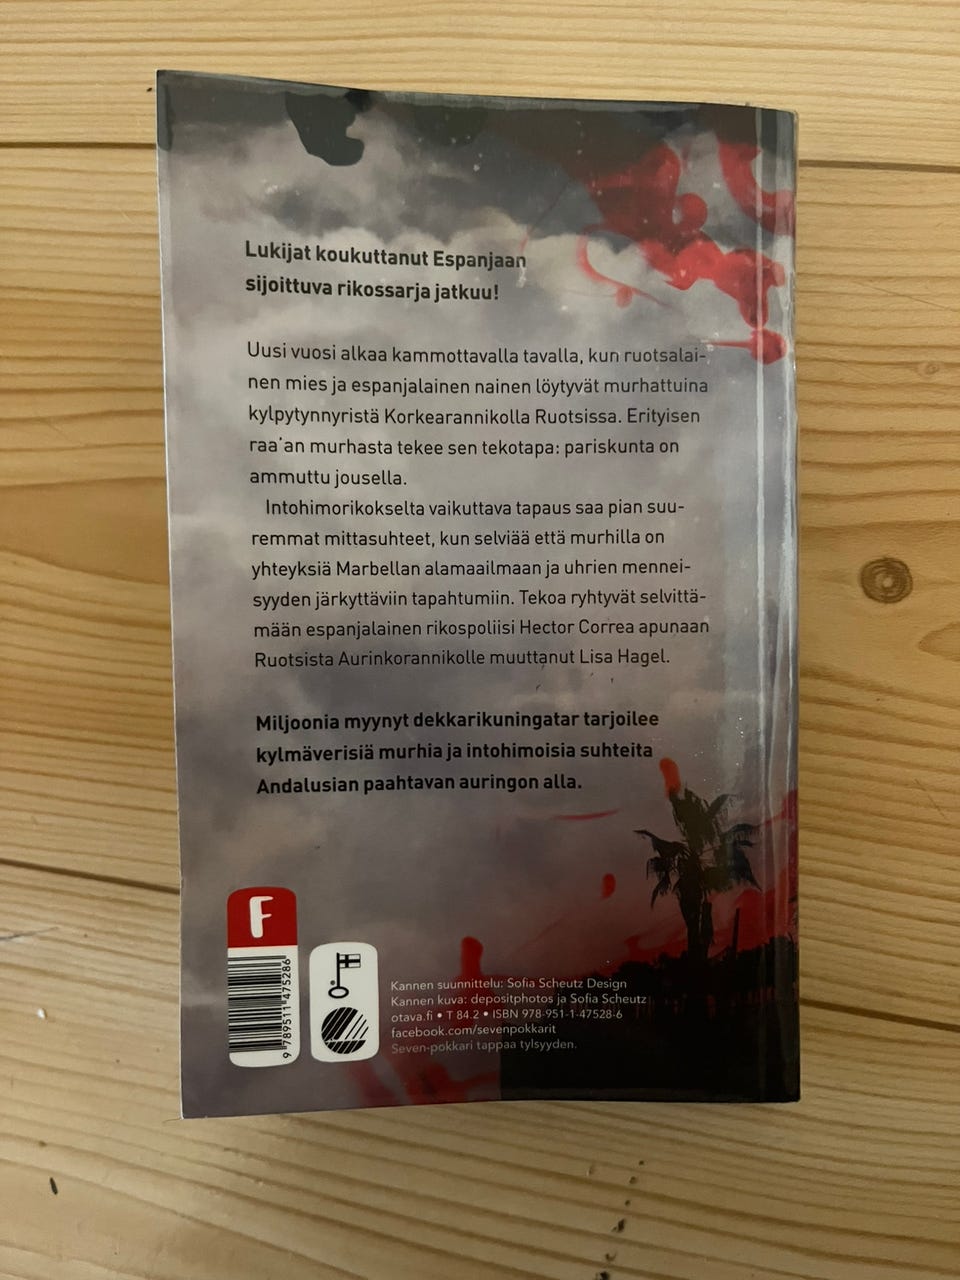 Lukijat koukuttanut Espanjaan
sijoittuva rikossarja jatkuu!
Uusi vuosi alkaa kammottavalla tavalla, kun ruotsalai-
nen mies ja espanjalainen nainen löytyvät murhattuina
kylpytynnyristä Korkearannikolla Ruotsissa. Erityisen
raa'an murhasta tekee sen tekotapa: pariskunta on
ammuttu jousella.
Intohimorikokselta vaikuttava tapaus saa pian suu-
remmat mittasuhteet, kun selviää että murhilla on
yhteyksiä Marbellan alamaailmaan ja uhrien mennei-
syyden järkyttäviin tapahtumiin. Tekoa ryhtyvät selvittä-
mään espanjalainen rikospoliisi Hector Correa apunaan
Ruotsista Aurinkorannikolle muuttanut Lisa Hagel.
Miljoonia myynyt dekkarikuningatar tarjoilee
kylmäverisiä murhia ja intohimoisia suhteita
Andalusian paahtavan auringon alla.
F
9 789511 475286
Kannen suunnittelu: Sofia Scheutz Design
Kannen kuva: depositphotos ja Sofia Scheutz
otava.fi • T 84.2 • ISBN 978-951-1-47528-6
facebook.com/sevenpokkarit
Seven-pokkari tappaa tylsyyden.